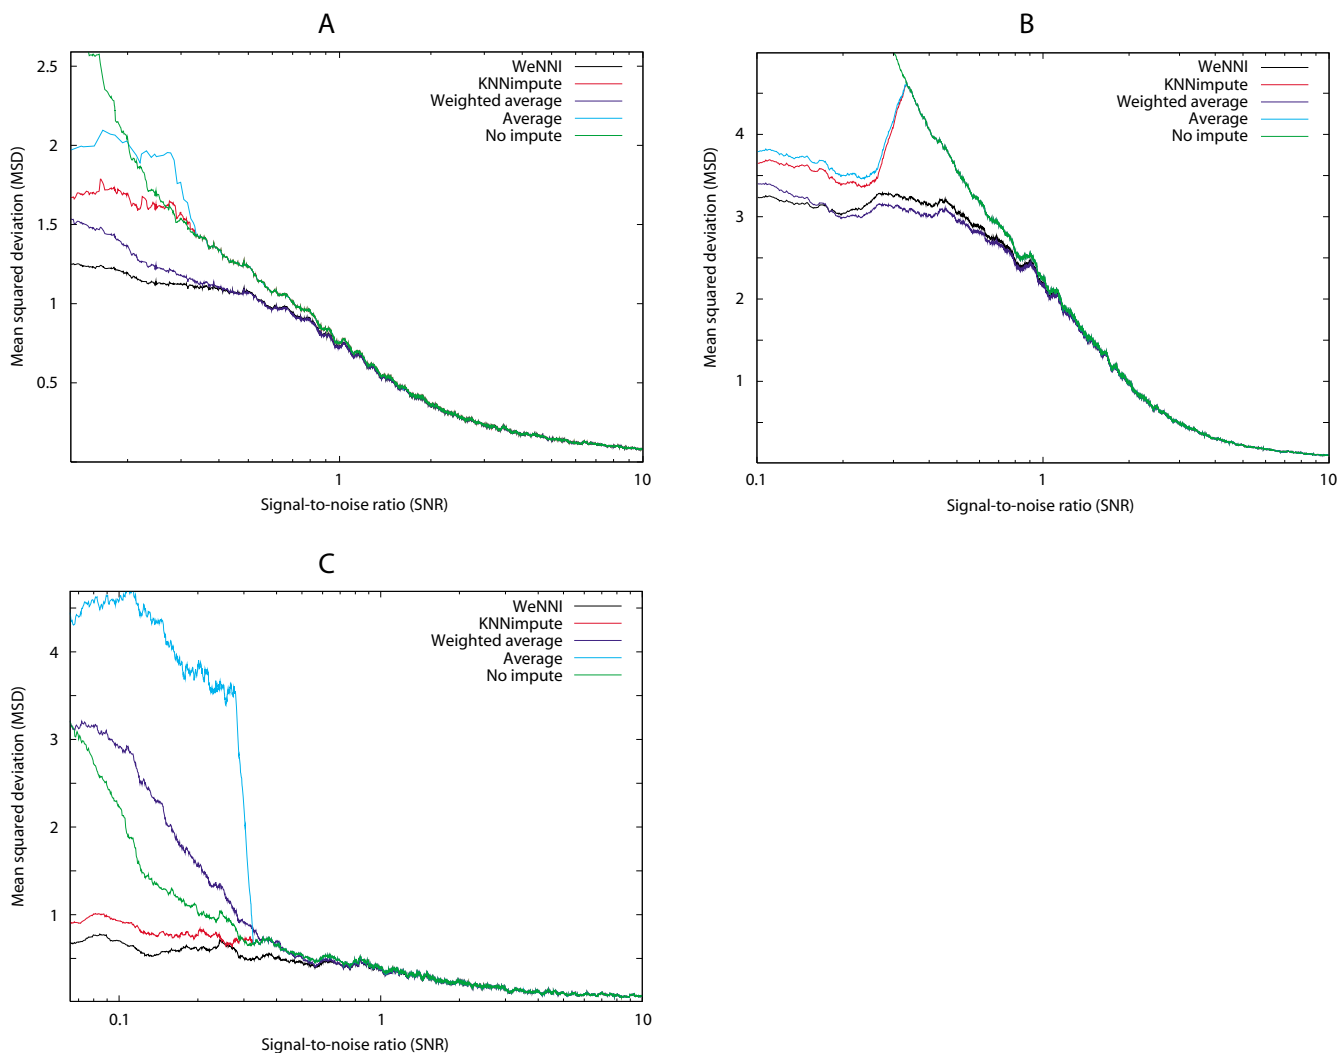 A
2.5
2
1.5
1
0.5
Mean squared deviation (MSD)
WeNNI
KNNimpute
Weighted average
Average
No impute
1
10
Signal-to-noise ratio (SNR)
B
4
3
2
1
Mean squared deviation (MSD)
WeNNI
KNNimpute
Weighted average
Average
No impute
0.1
1
10
Signal-to-noise ratio (SNR)
C
4
3
2
1
Mean squared deviation (MSD)
WeNNI
KNNimpute
Weighted average
Average
No impute
0.1
1
10
Signal-to-noise ratio (SNR)